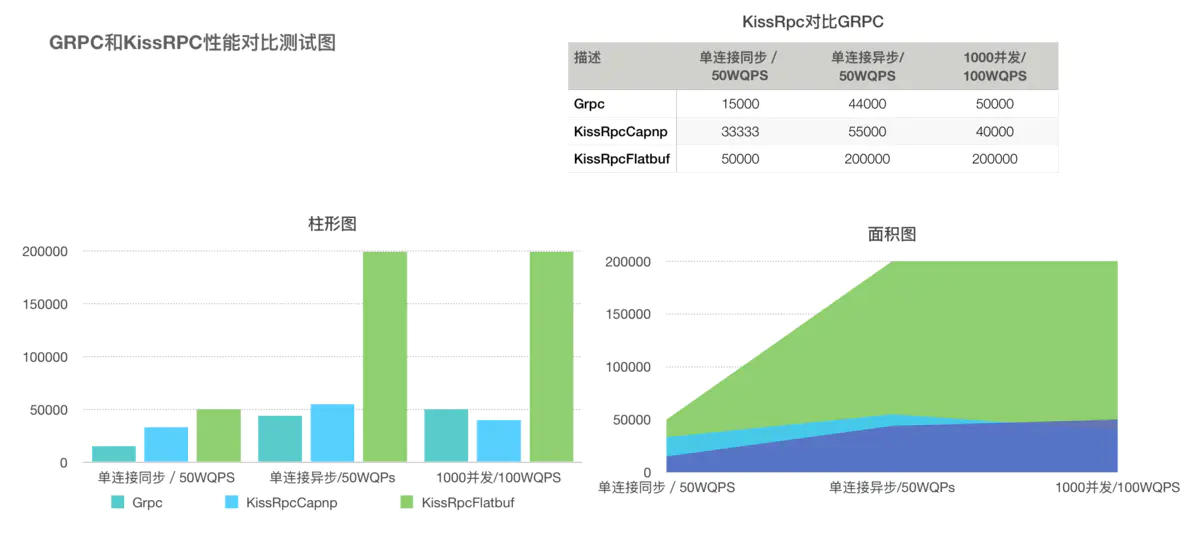 GRPC和KissRPC性能对比测试图
KissRpc对比GRPC
描述 单连接同步 / 50WQPS 单连接异步/ 50WQPS 1000并发/ 100WQPS
Grpc 15000 44000 50000
KissRpcCapnp 33333 55000 40000
KissRpcFlatbuf 50000 200000 200000
柱形图
200000
150000
100000
50000
0
单连接同步 / 50WQPS 单连接异步/50WQPs 1000并发/100WQPS
Grpc KissRpcCapnp KissRpcFlatbuf
面积图
200000
150000
100000
50000
0
单连接同步 / 50WQPS 单连接异步/50WQPs 1000并发/100WQPS